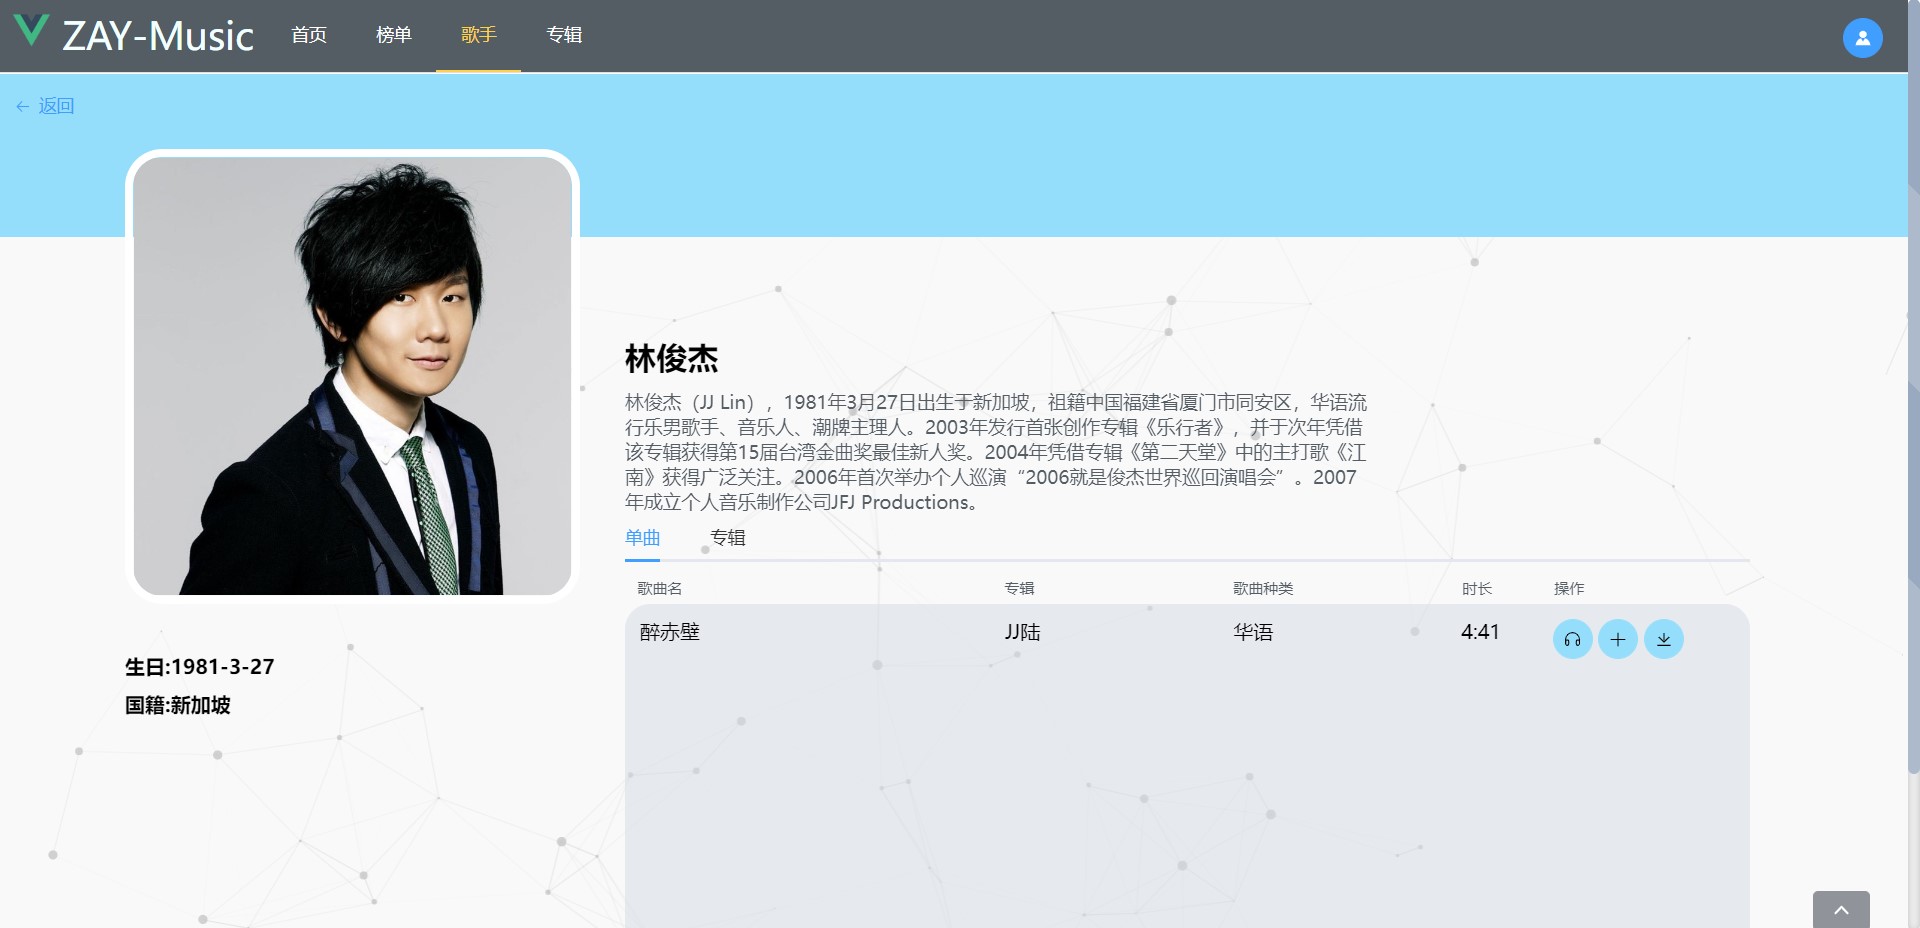 ZAY-Music 首页 榜单 歌手 专辑
返回
林俊杰
林俊杰（JJ Lin），1981年3月27日出生于新加坡，祖籍中国福建省厦门市同安区，华语流
行乐男歌手、音乐人、潮牌主理人。2003年发行首张创作专辑《乐行者》，并于次年凭借
该专辑获得第15届台湾金曲奖最佳新人奖。2004年凭借专辑《第二天堂》中的主打歌《江
南》获得广泛关注。2006年首次举办个人巡演“2006就是俊杰世界巡回演唱会”。2007
年成立个人音乐制作公司JFJ Productions。
单曲 专辑
歌曲名 专辑 歌曲种类 时长 操作
醉赤壁 JJ陆 华语 4:41
生日:1981-3-27
国籍:新加坡